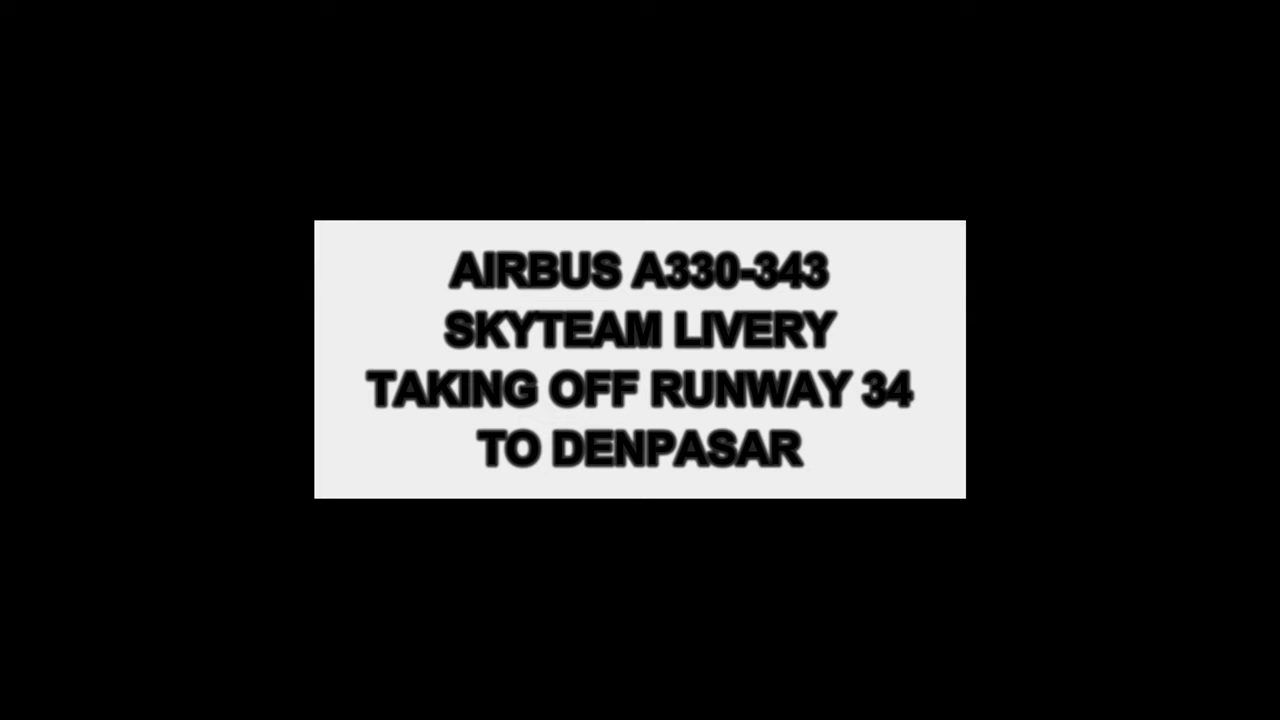 AIRBUS A330-343
SKYTEAM LIVERY
TAKING OFF RUNWAY 34
TO DENPASAR